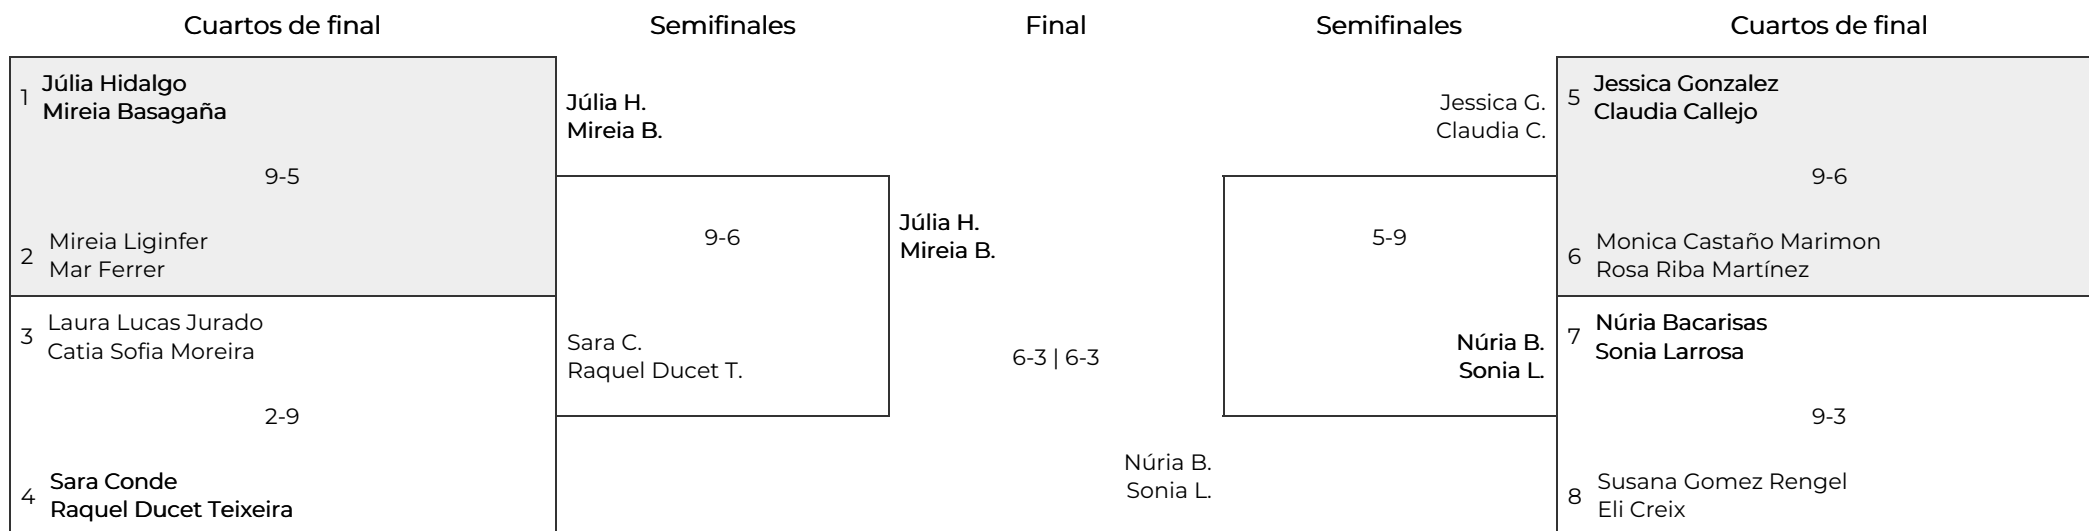 Cuartos de final
Semifinales
Final
Semifinales
Cuartos de final
1
Júlia Hidalgo
Mireia Basagaña
9-5
2
Mireia Liginfer
Mar Ferrer
3
Laura Lucas Jurado
Catia Sofia Moreira
2-9
4
Sara Conde
Raquel Ducet Teixeira
Júlia H.
Mireia B.
9-6
Sara C.
Raquel Ducet T.
Júlia H.
Mireia B.
6-3 | 6-3
Núria B.
Sonia L.
Jessica G.
Claudia C.
5-9
Núria B.
Sonia L.
5
Jessica Gonzalez
Claudia Callejo
9-6
6
Monica Castaño Marimon
Rosa Riba Martínez
7
Núria Bacarisas
Sonia Larrosa
9-3
8
Susana Gomez Rengel
Eli Creix